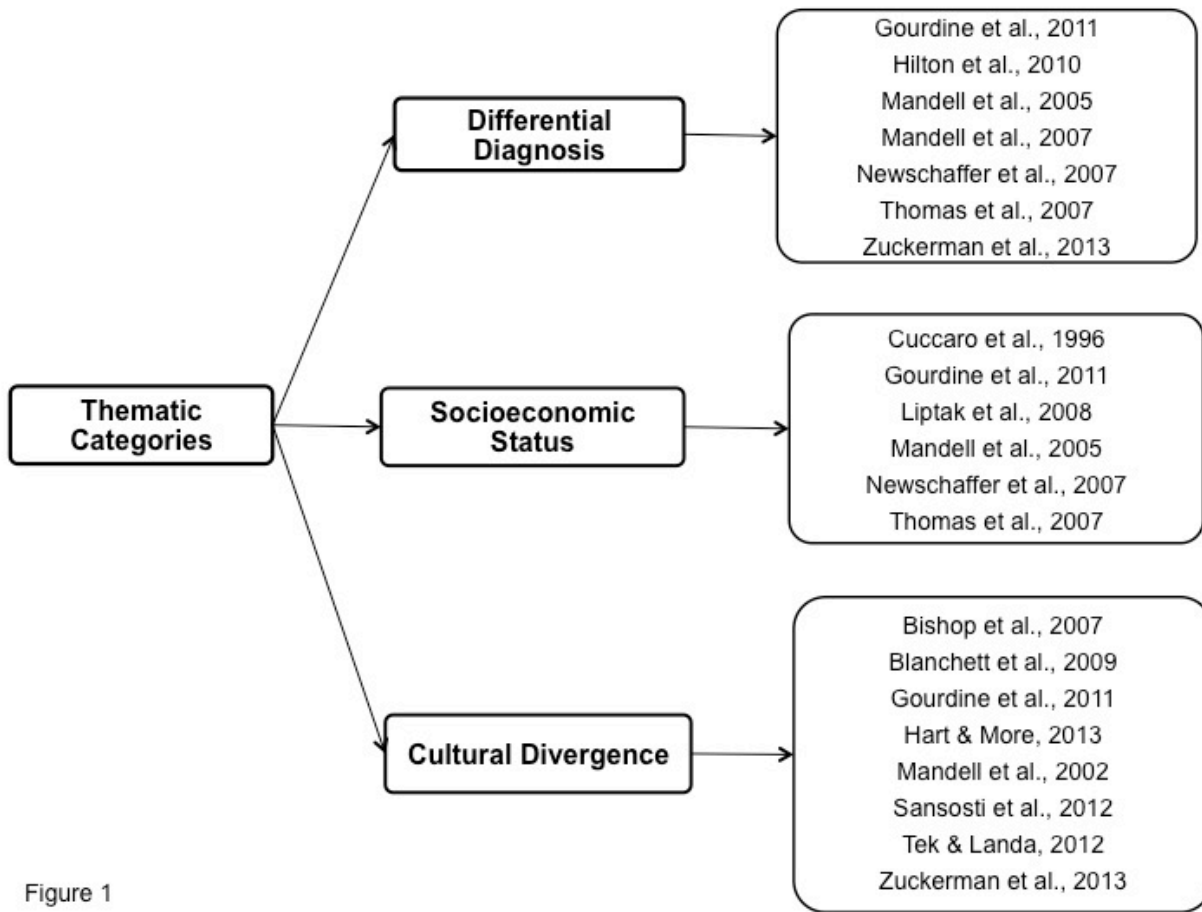 Thematic
Categories
Differential
Diagnosis
Gourdine et al., 2011
Hilton et al., 2010
Mandell et al., 2005
Mandell et al., 2007
Newschaffer et al., 2007
Thomas et al., 2007
Zuckerman et al., 2013
Socioeconomic
Status
Cuccaro et al., 1996
Gourdine et al., 2011
Liptak et al., 2008
Mandell et al., 2005
Newschaffer et al., 2007
Thomas et al., 2007
Cultural Divergence
Bishop et al., 2007
Blanchett et al., 2009
Gourdine et al., 2011
Hart & More, 2013
Mandell et al., 2002
Sansosti et al., 2012
Tek & Landa, 2012
Zuckerman et al., 2013
Figure 1